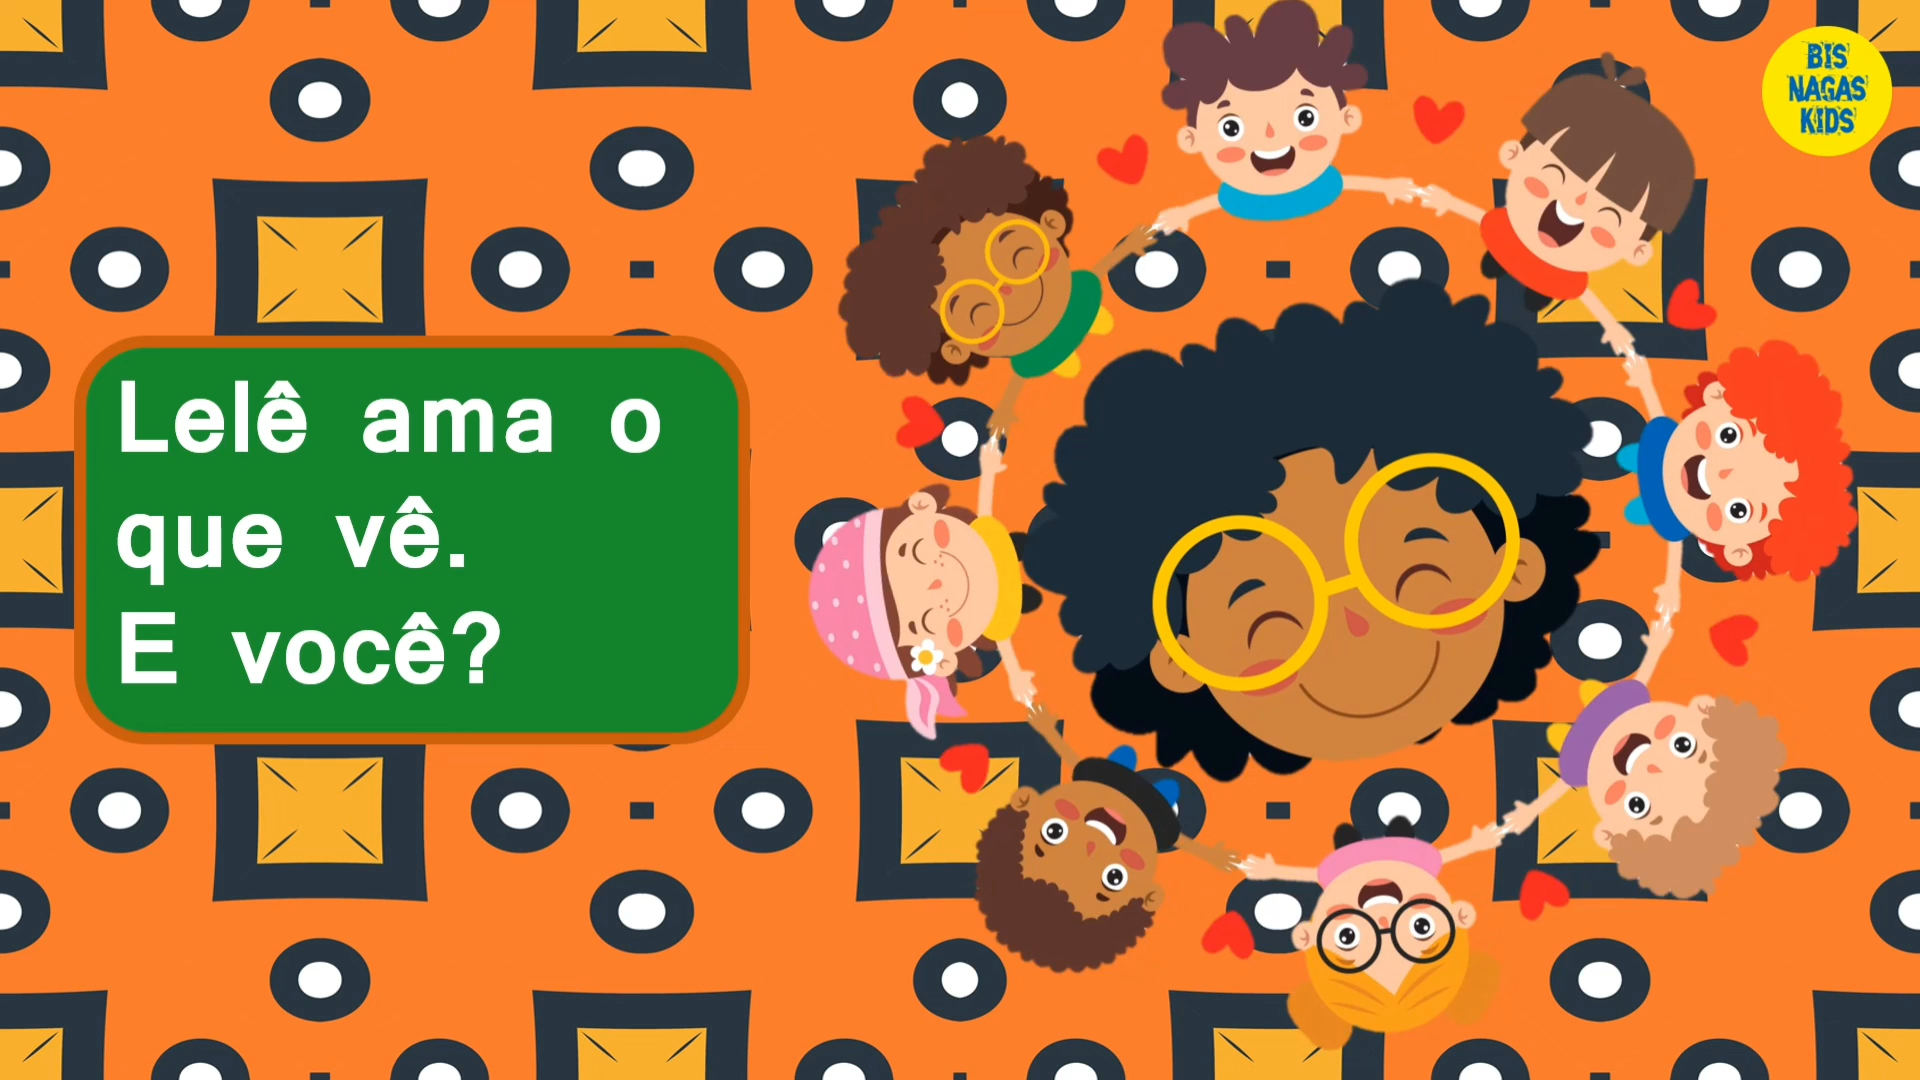 Lelê ama o
que vê.
E você?
BIS
NAGAS
KIDS